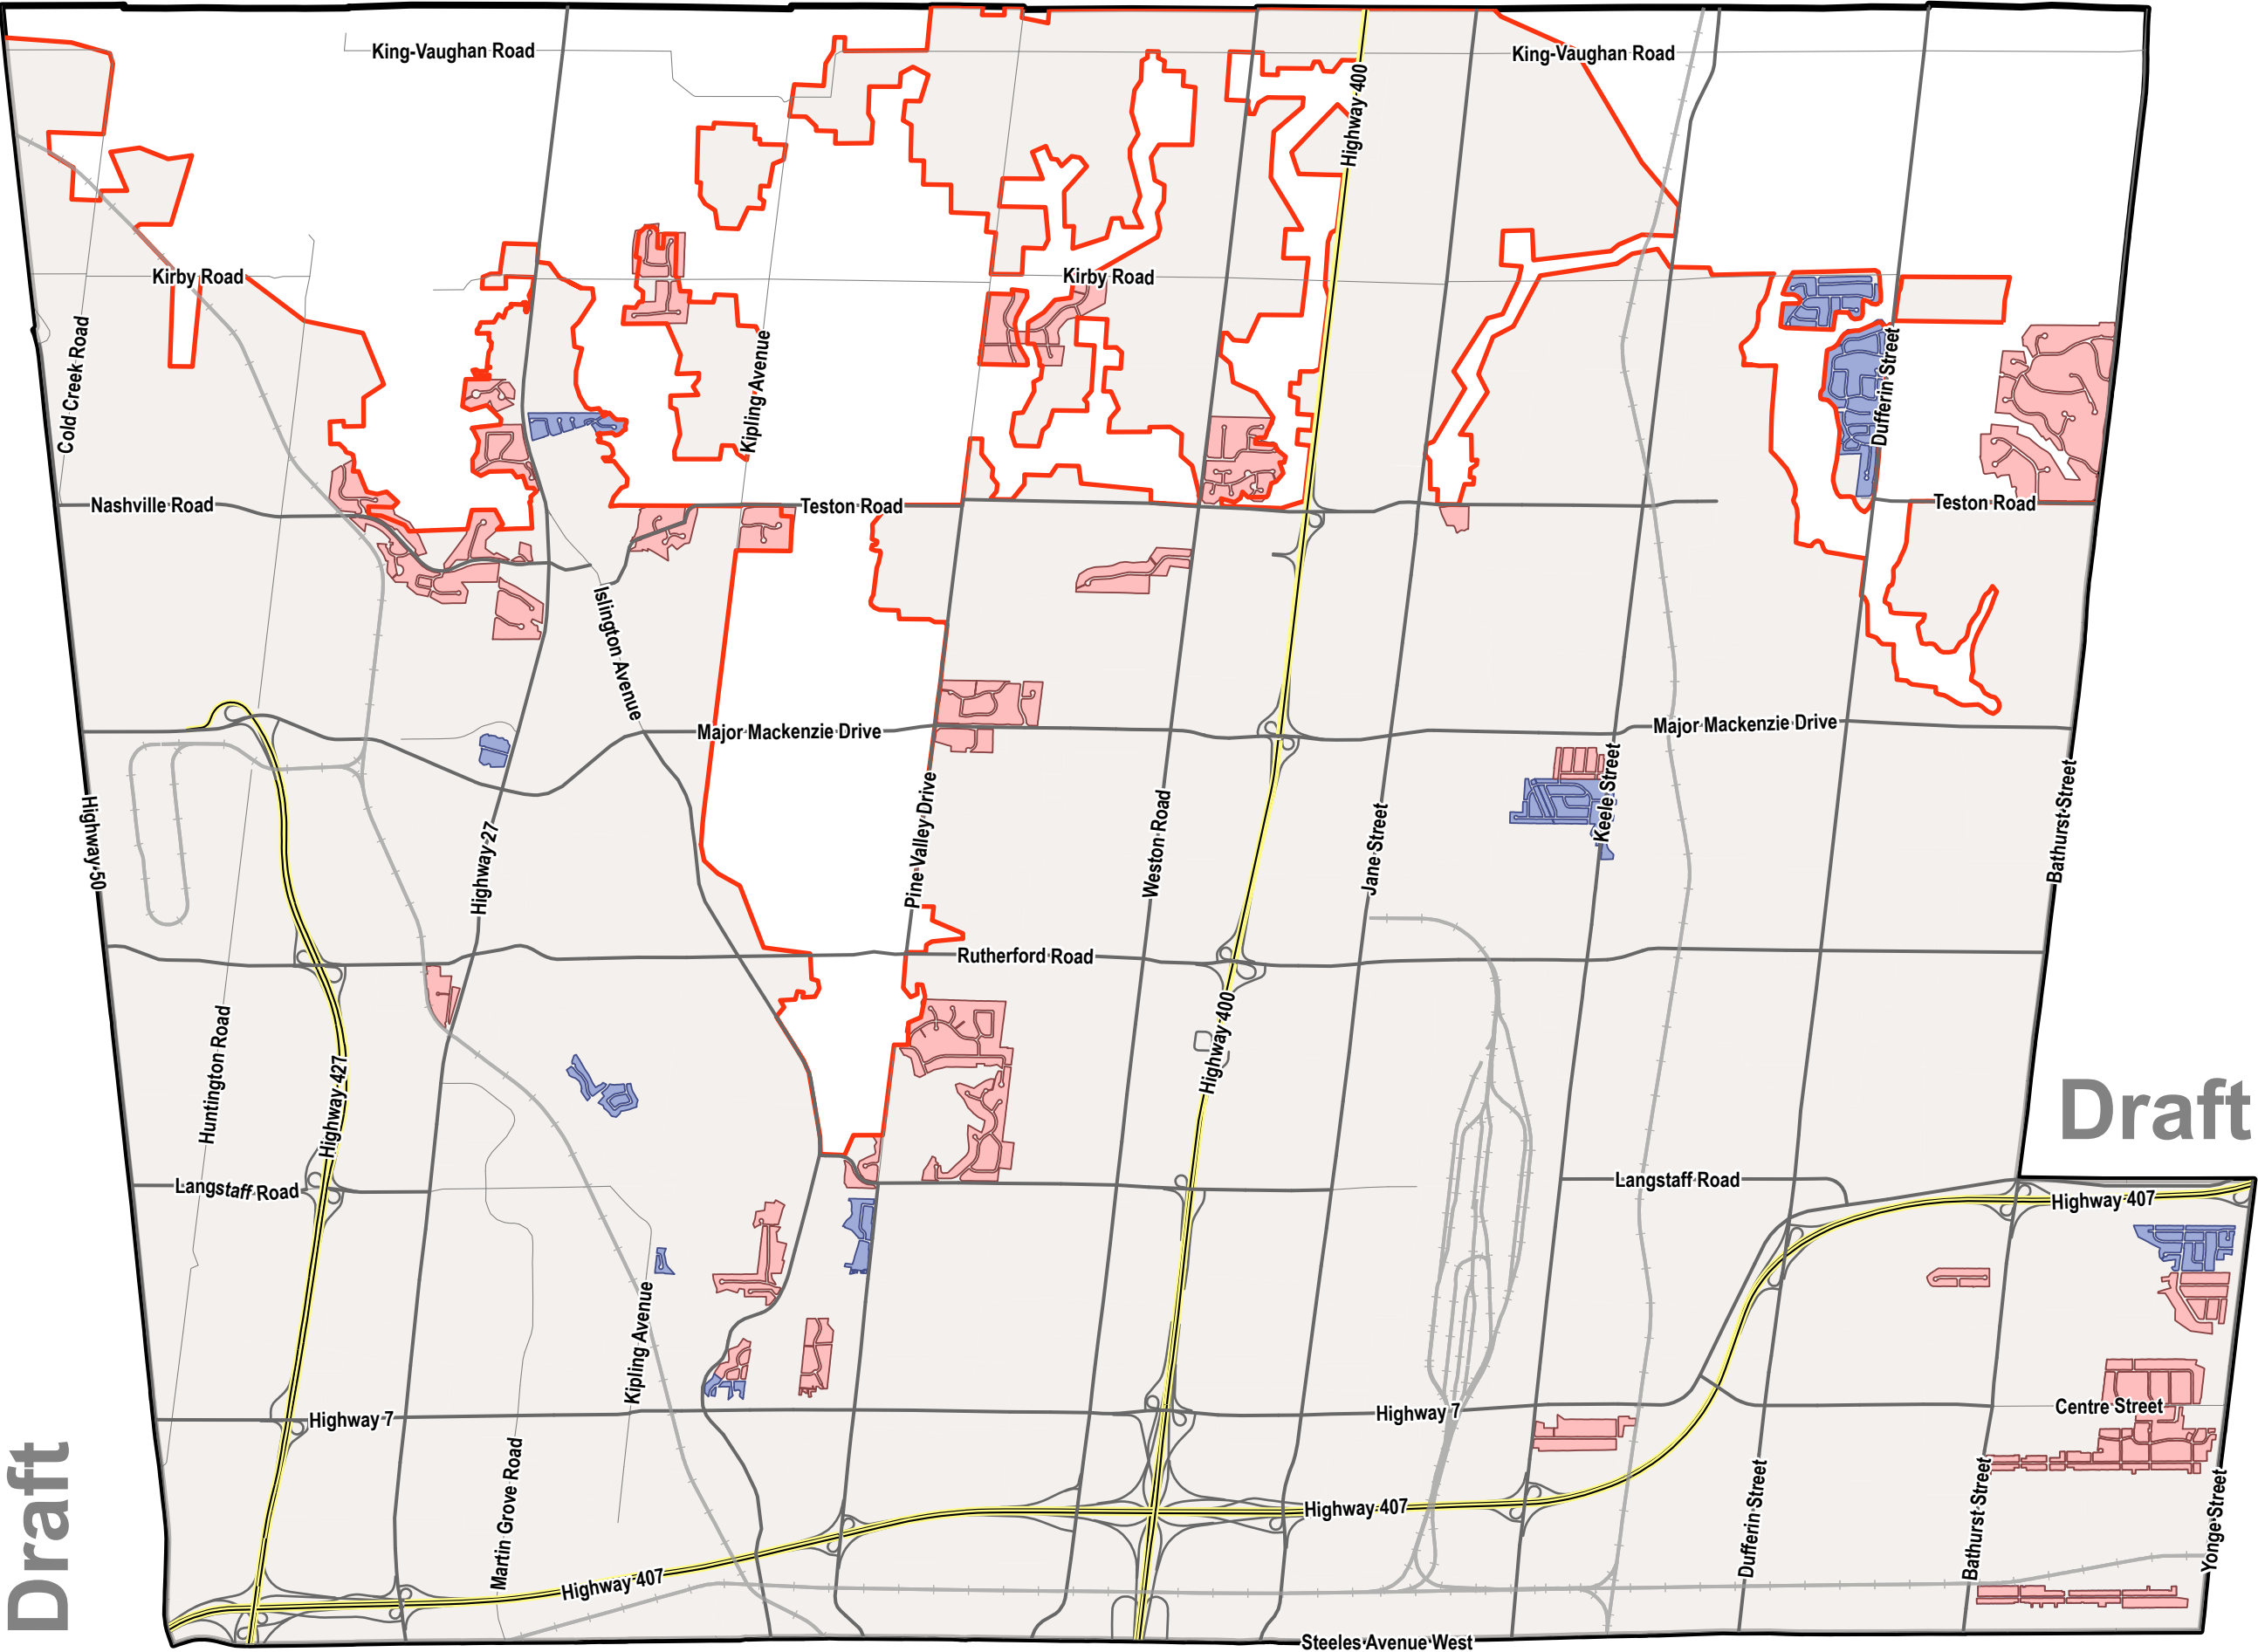 King-Vaughan Road
King-Vaughan Road
Highway 400
Kirby Road
Kirby Road
Cold Creek Road
Kipling Avenue
Dufferin Street
Nashville Road
Teston Road
Teston Road
Islington Avenue
Major Mackenzie Drive
Major Mackenzie Drive
Highway 50
Highway 27
Pine Valley Drive
Weston Road
Jane Street
Keele Street
Bathurst Street
Rutherford Road
Huntington Road
Highway 427
Highway 400
Draft
Langstaff Road
Langstaff Road
Highway 407
Kipling Avenue
Highway 7
Highway 7
Centre Street
Draft
Martin Grove Road
Highway 407
Highway 407
Dufferin Street
Bathurst Street
Yonge Street
Steeles Avenue West